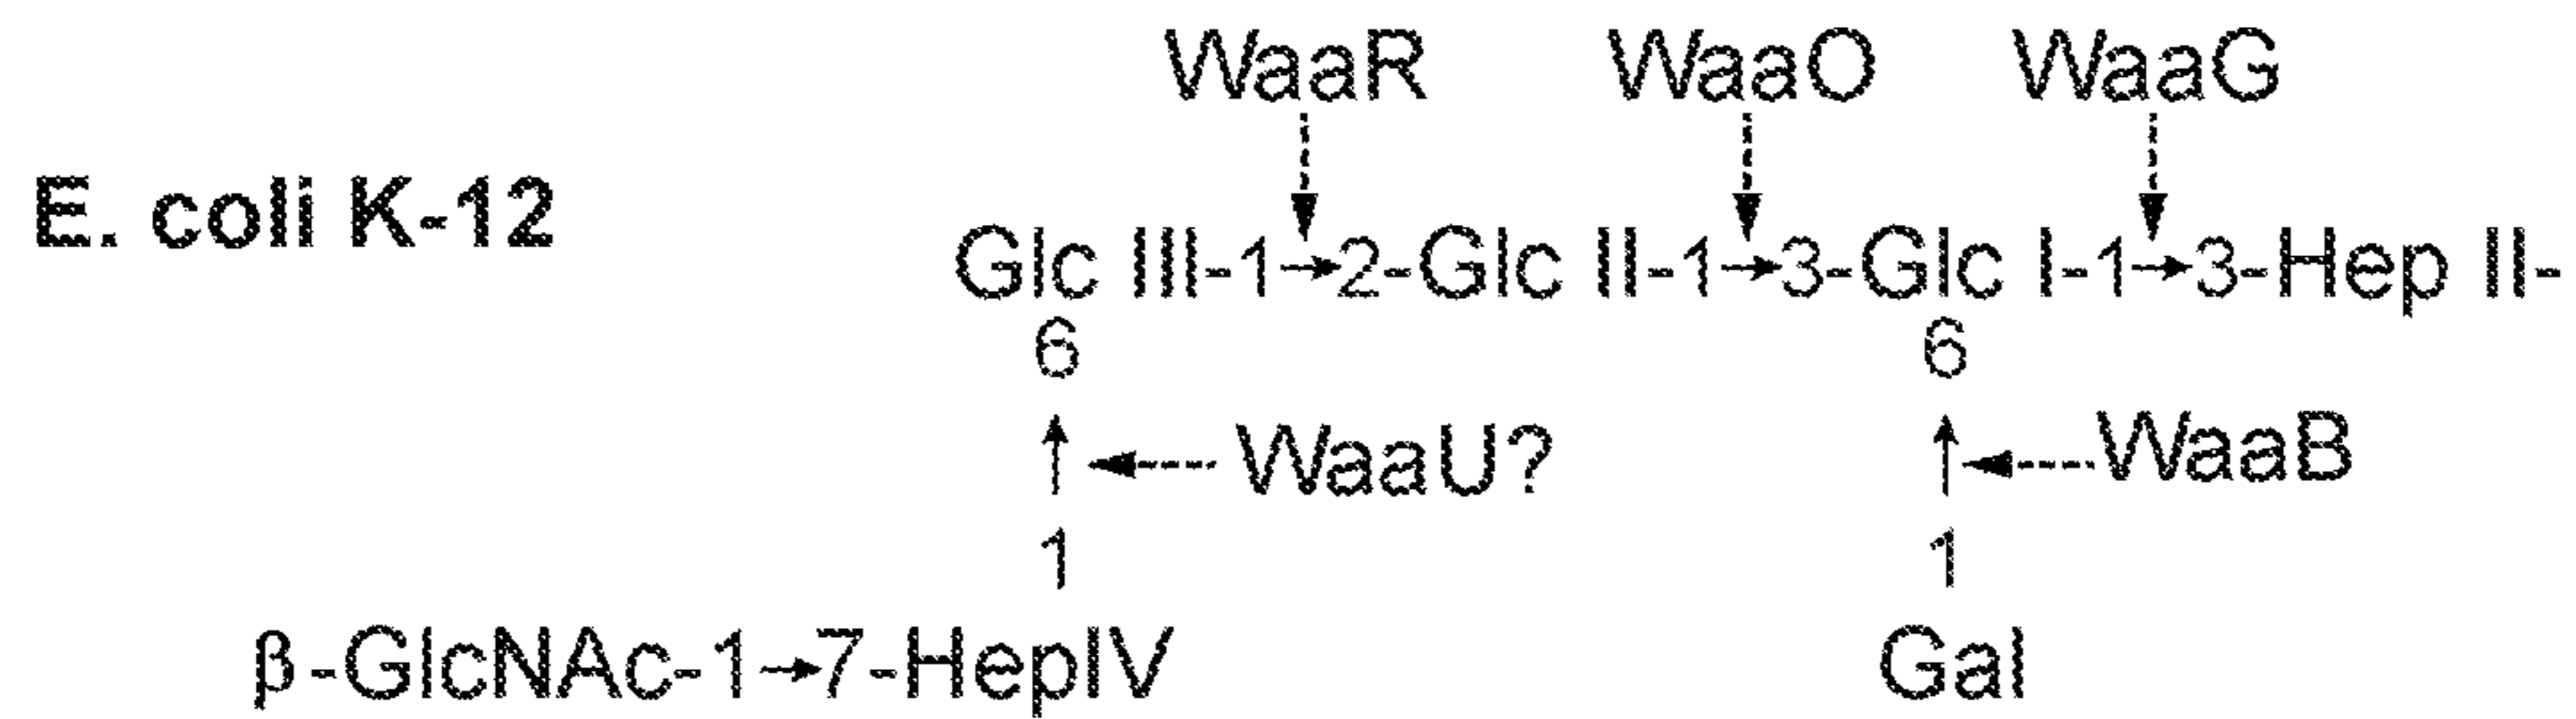 WaaR WaaO WaaG
E. coli K-12
Glc III-1→2-Glc II-1→3-Glc I-1→3-Hep II-
6 6
↑ WaaU? ↑ WaaB
1 1
β-GlcNAc-1→7-HepIV Gal